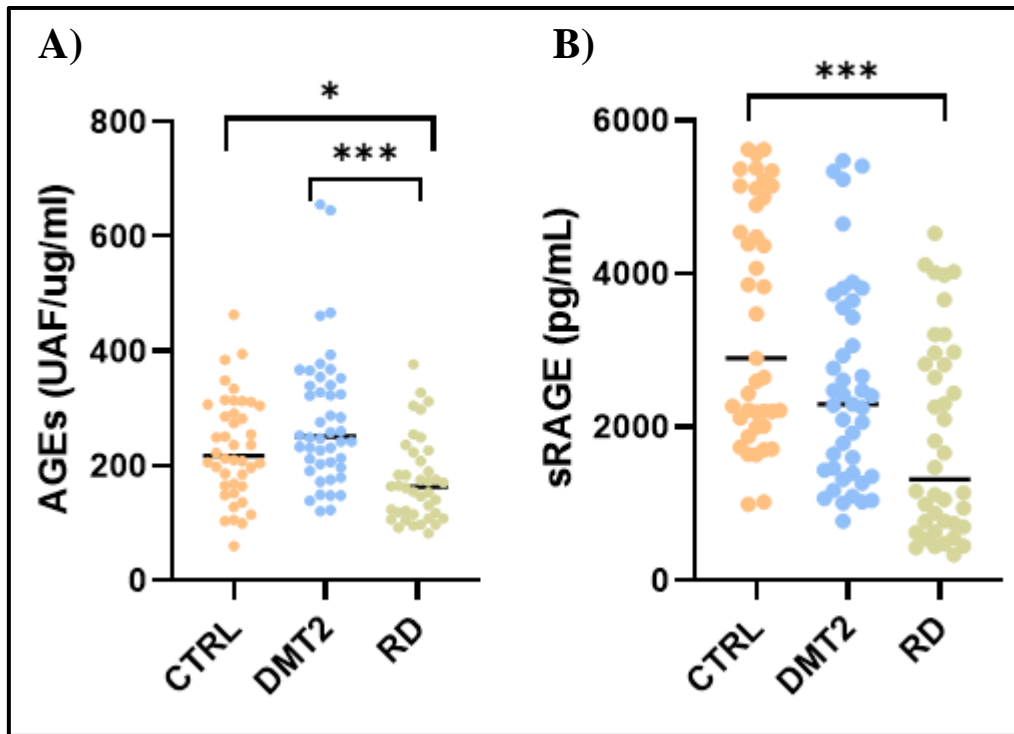 A)
B)
*
***
***
AGEs (UAF/ug/ml)
800
600
400
200
0
CTRL
DMT2
RD
sRAGE (pg/mL)
6000
4000
2000
0
CTRL
DMT2
RD